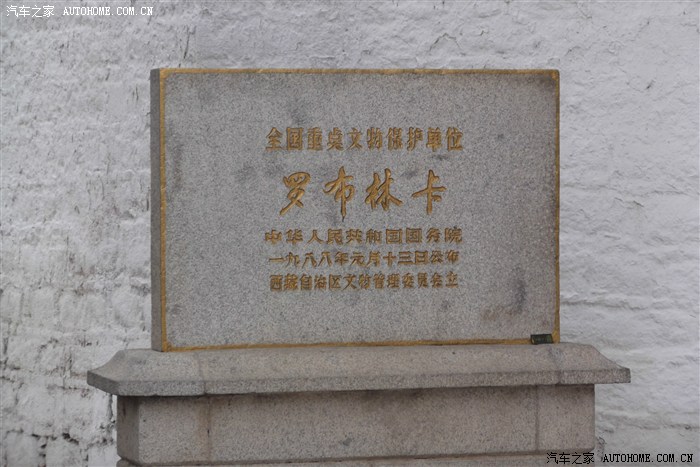 汽车之家 AUTOHOME.COM.CN
全国重点文物保护单位
罗布林卡
中华人民共和国国务院
一九八八年元月十三日公布
西藏自治区文物管理委员会立
汽车之家 AUTOHOME.COM.CN